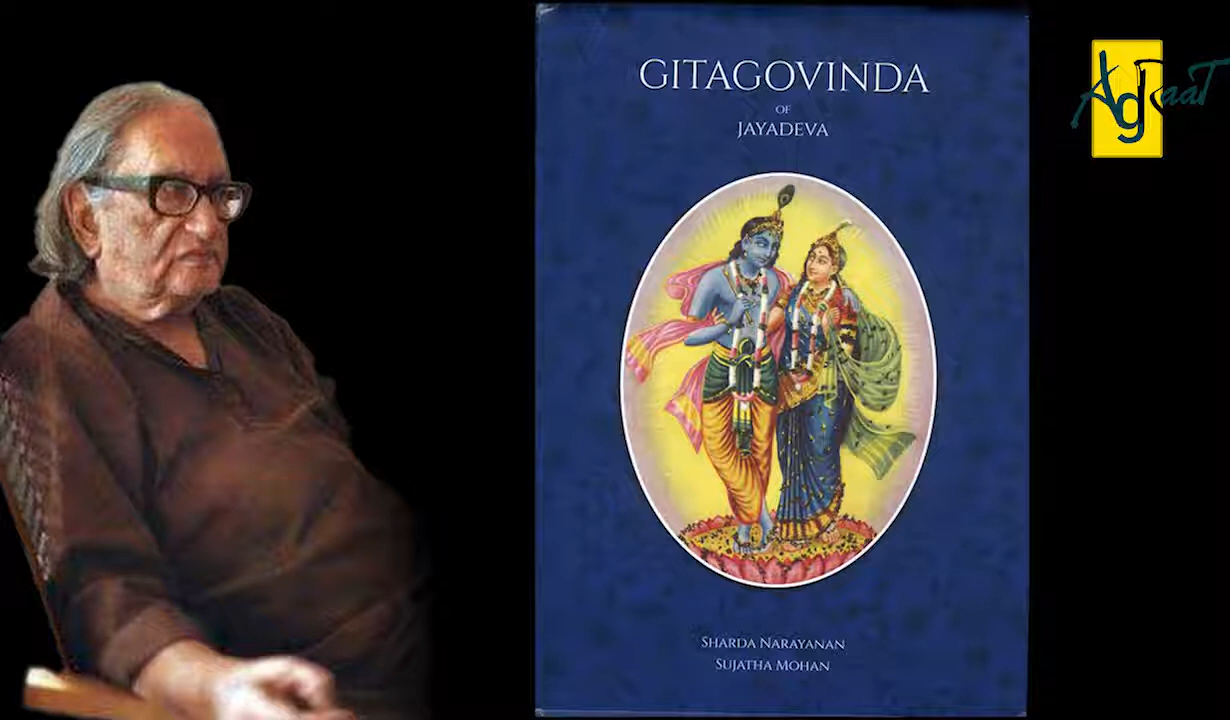 GITAGOVINDA
OF
JAYADEVA
SHARDA NARAYANAN
SUJATHA MOHAN